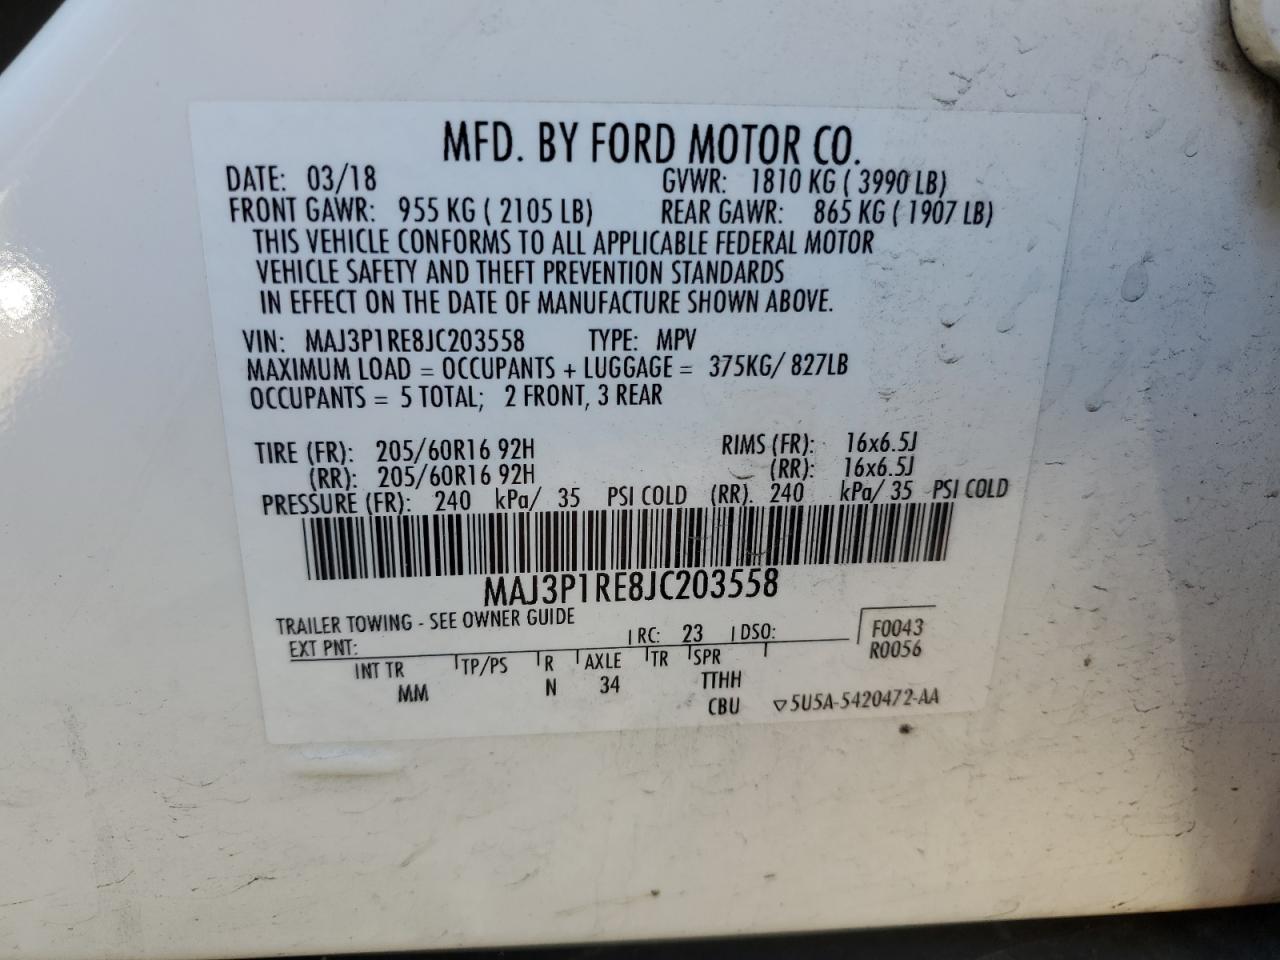 MFD. BY FORD MOTOR CO.
DATE: 03/18 GVWR: 1810 KG ( 3990 LB)
FRONT GAWR: 955 KG ( 2105 LB) REAR GAWR: 865 KG ( 1907 LB)
THIS VEHICLE CONFORMS TO ALL APPLICABLE FEDERAL MOTOR
VEHICLE SAFETY AND THEFT PREVENTION STANDARDS
IN EFFECT ON THE DATE OF MANUFACTURE SHOWN ABOVE.
VIN: MAJ3P1RE8JC203558 TYPE: MPV
MAXIMUM LOAD = OCCUPANTS + LUGGAGE = 375KG/ 827LB
OCCUPANTS = 5 TOTAL; 2 FRONT, 3 REAR
TIRE (FR): 205/60R16 92H RIMS (FR): 16x6.5J
(RR): 205/60R16 92H (RR): 16x6.5J
PRESSURE (FR): 240 kPa/ 35 PSI COLD (RR). 240 kPa/ 35 PSI COLD
MAJ3P1RE8JC203558
TRAILER TOWING - SEE OWNER GUIDE
EXT PNT: RC: 23 DSO: F0043
R0056
INT TR TP/PS R AXLE TR SPR
MM N 34 TTHH
CBU ▽5U5A-5420472-AA